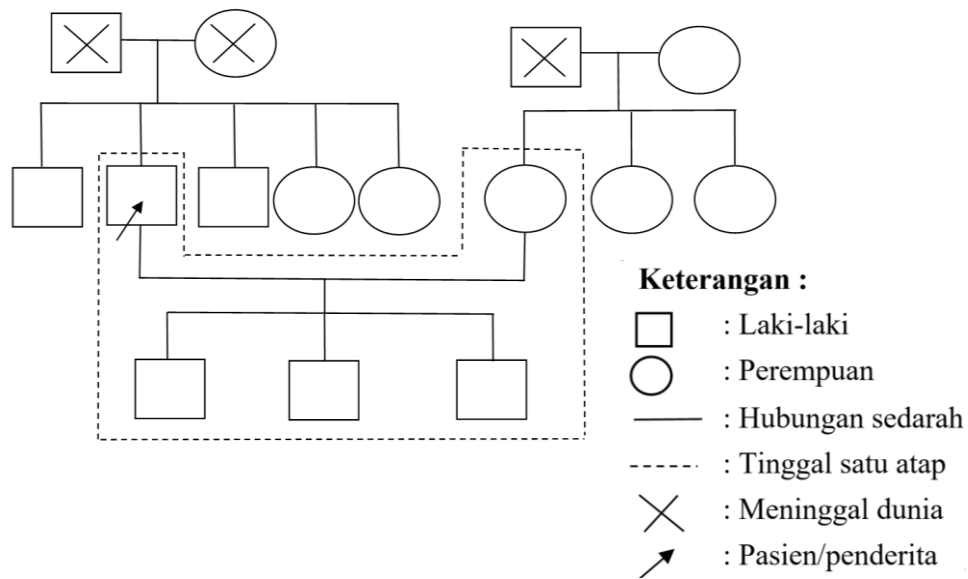 Keterangan :
: Laki-laki
: Perempuan
: Hubungan sedarah
: Tinggal satu atap
: Meninggal dunia
: Pasien/penderita